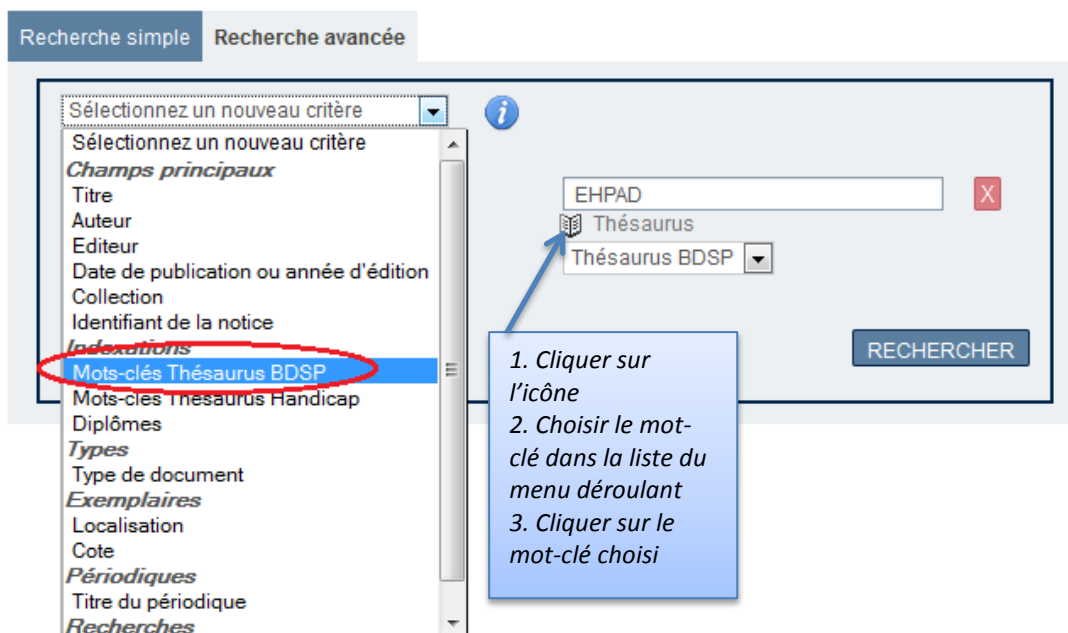 Recherche simple
Recherche avancée
Sélectionnez un nouveau critère
i
Sélectionnez un nouveau critère
Champs principaux
Titre
Auteur
Editeur
Date de publication ou année d'édition
Collection
Identifiant de la notice
Indexations
Mots-clés Thésaurus BDSP
Mots-clés Thésaurus Handicap
Diplômes
Types
Type de document
Exemplaires
Localisation
Cote
Périodiques
Titre du périodique
Recherches
EHPAD
X
Thésaurus
Thésaurus BDSP
RECHERCHER
1. Cliquer sur
l'icône
2. Choisir le mot-
clé dans la liste du
menu déroulant
3. Cliquer sur le
mot-clé choisi